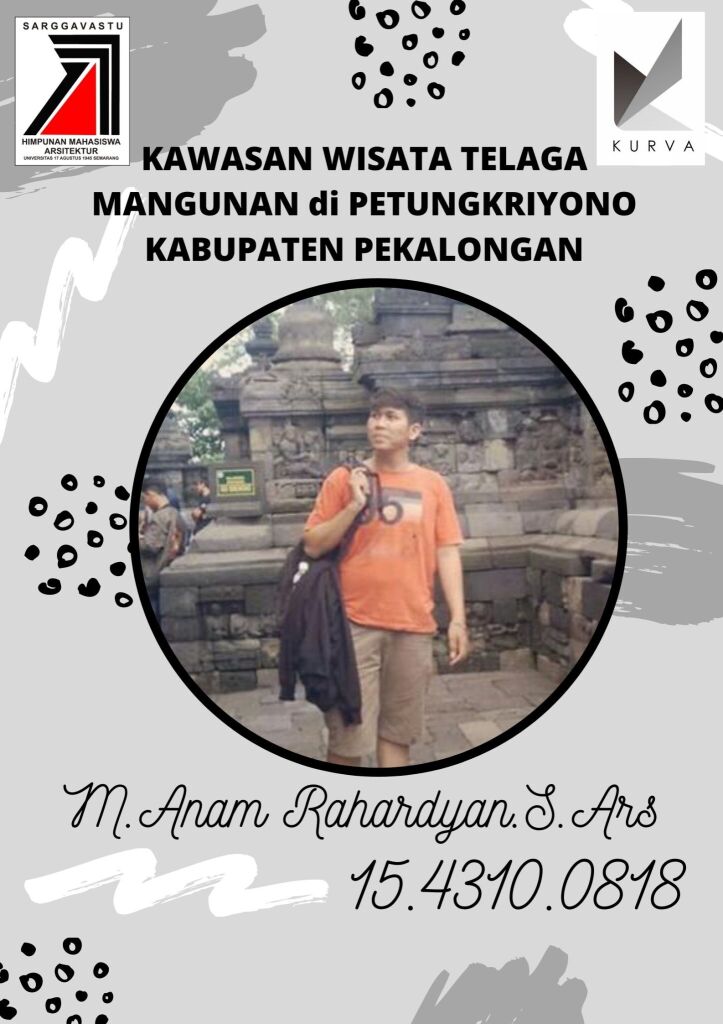 SARGGAVASTU
HIMPUNAN MAHASISWA
ARSITEKTUR
UNIVERSITAS 17 AGUSTUS 1945 SEMARANG
KURVA
KAWASAN WISATA TELAGA
MANGUNAN di PETUNGKRIYONO
KABUPATEN PEKALONGAN
M.Anam Rahardyan.S.Ars
15.4310.0818